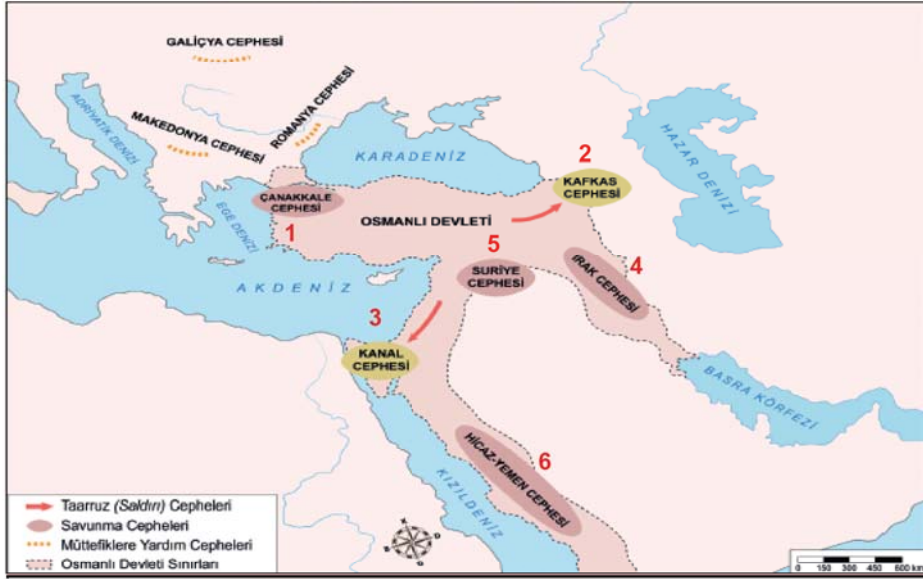 GALİÇYA CEPHESİ
ADRİYATİK DENİZİ
MAKEDONYA CEPHESİ
ROMANYA CEPHESİ
KARADENİZ
HAZAR DENİZİ
2
KAFKAS
CEPHESİ
ÇANAKKALE
CEPHESİ
1
EGE DENİZİ
OSMANLI DEVLETİ
5
SURİYE
CEPHESİ
4
IRAK CEPHESİ
AKDENİZ
3
KANAL
CEPHESİ
BASRA KÖRFEZİ
6
HİCAZ-YEMEN CEPHESİ
KIZILDENİZ
Taarruz (Saldırı) Cepheleri
Savunma Cepheleri
Müttefiklere Yardım Cepheleri
Osmanlı Devleti Sınırları
K
D
G
B
0 150 300 450 600 km